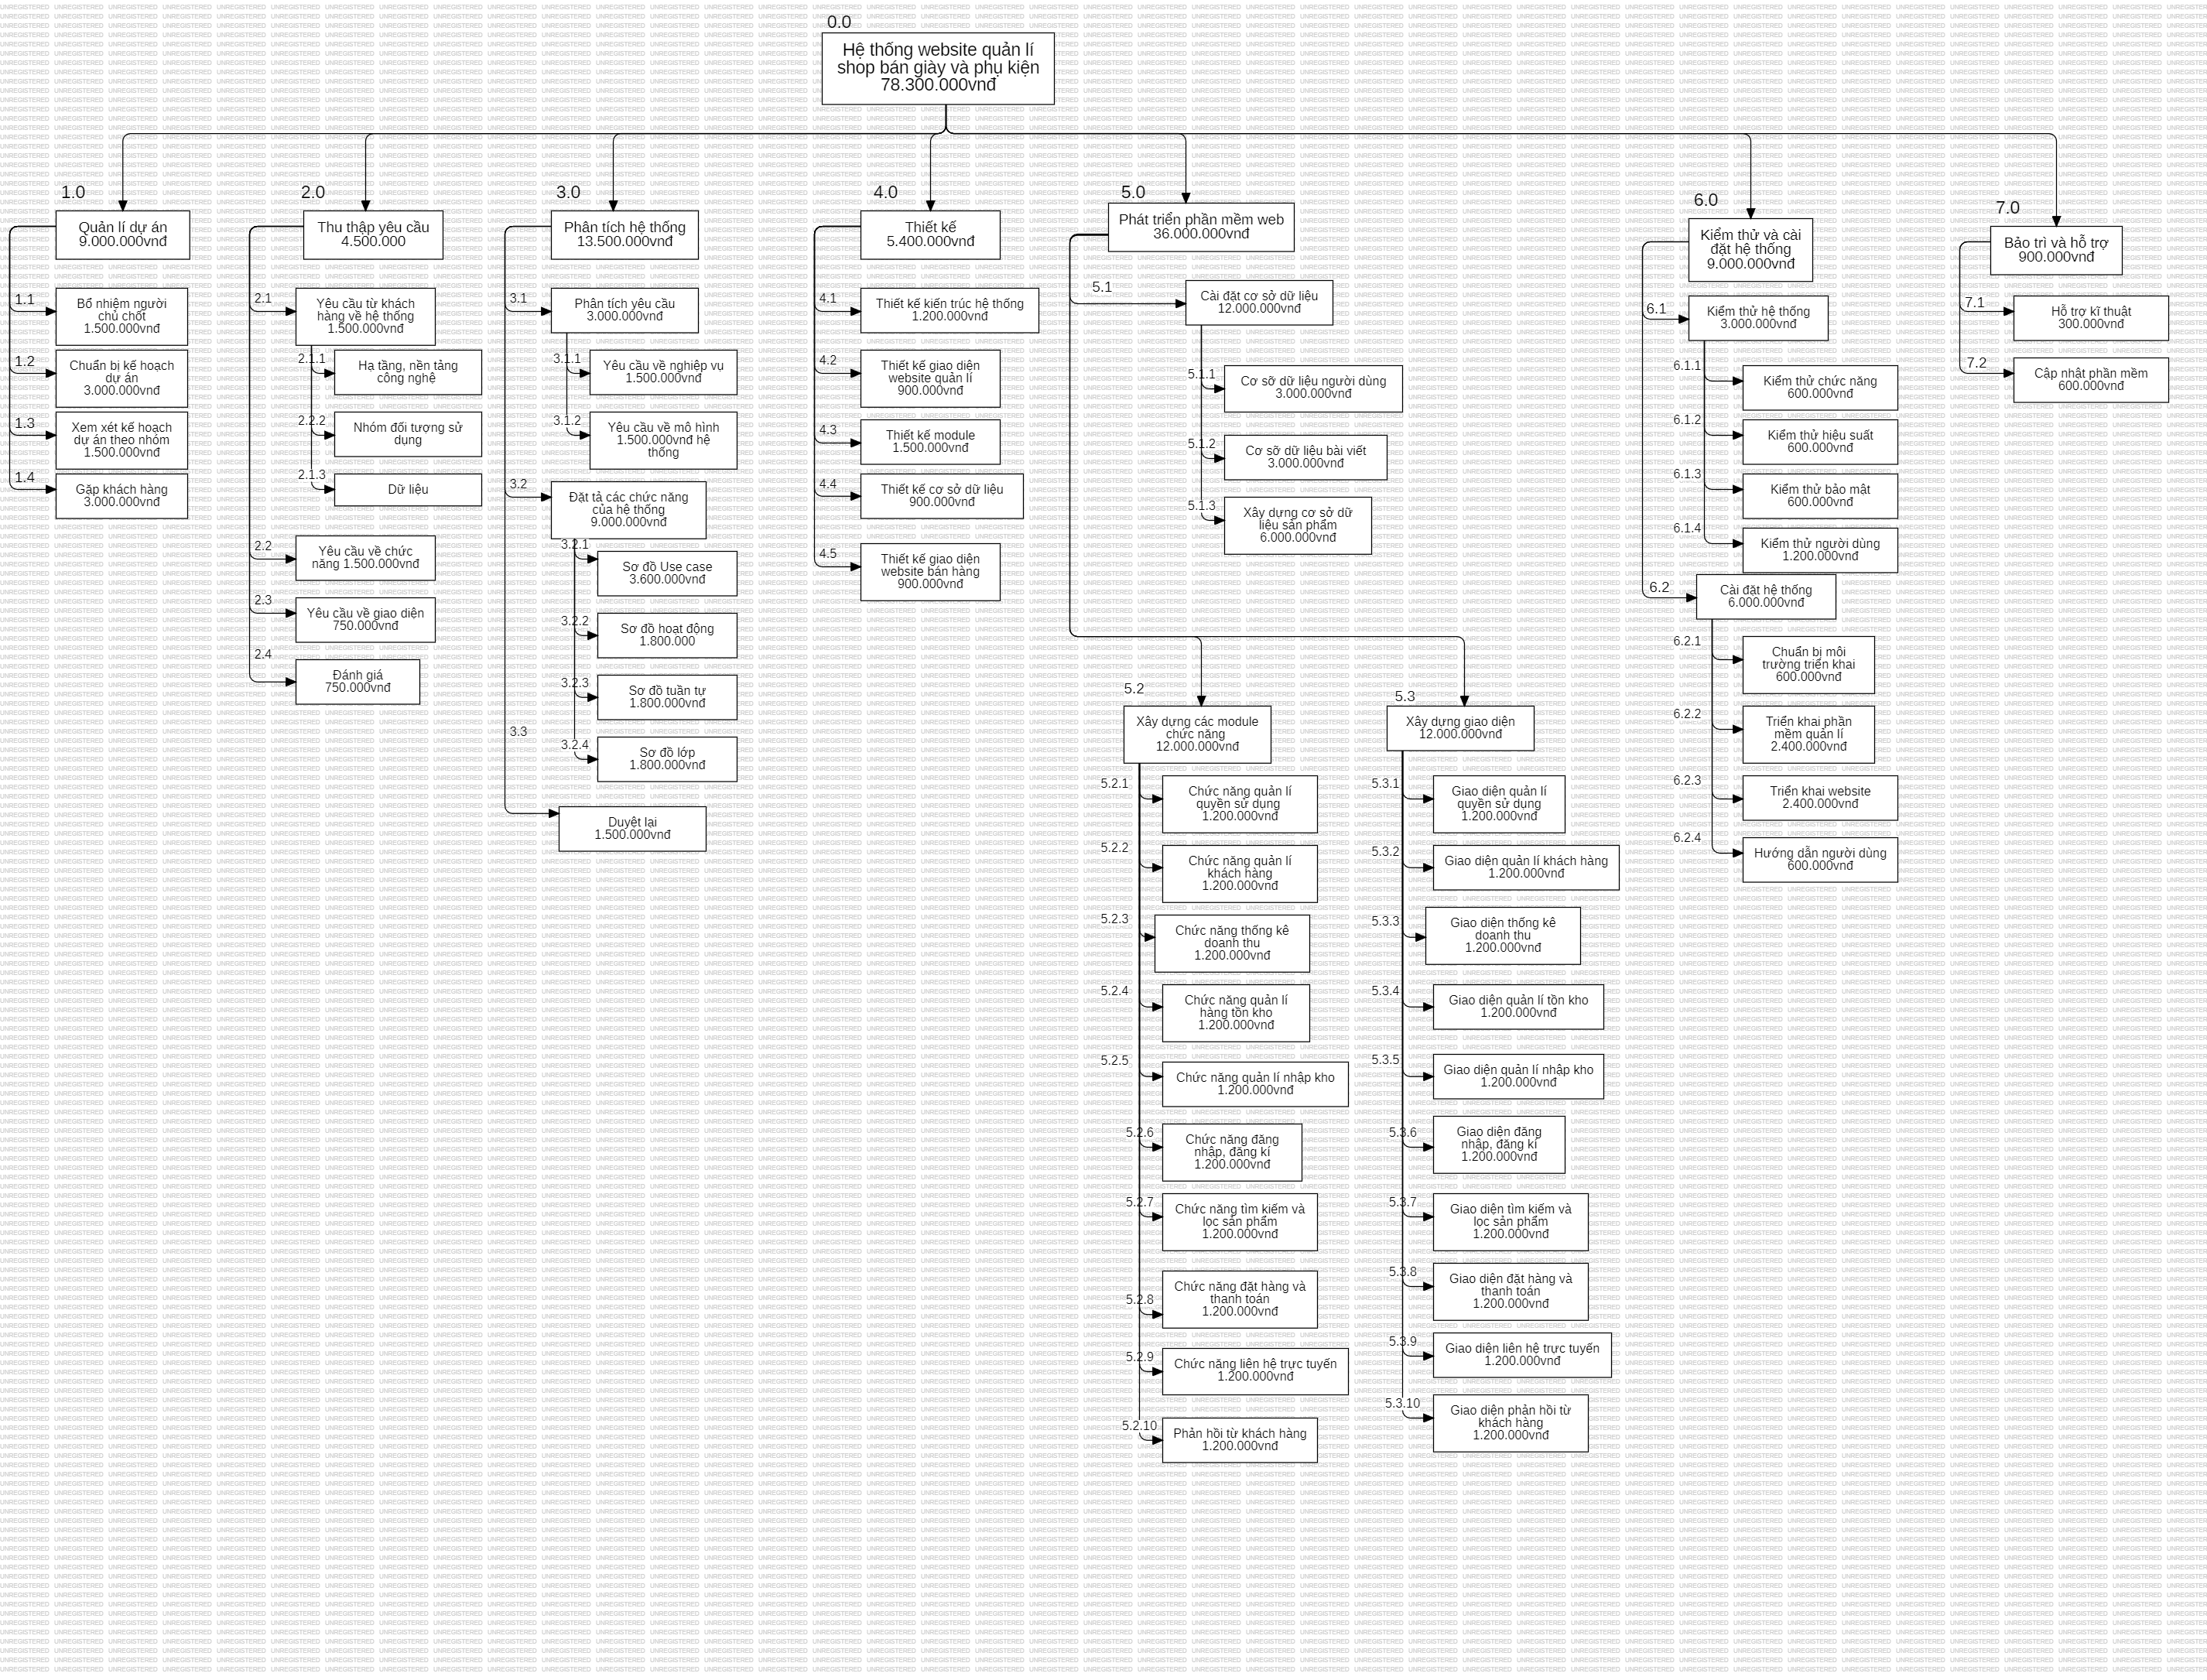 0.0
Hệ thống website quản lí
shop bán giày và phụ kiện
78.300.000vnđ
1.0
Quản lí dự án
9.000.000vnđ
1.1
Bổ nhiệm người
chủ chốt
1.500.000vnđ
1.2
Chuẩn bị kế hoạch
dự án
3.000.000vnđ
1.3
Xem xét kế hoạch
dự án theo nhóm
1.500.000vnđ
1.4
Gặp khách hàng
3.000.000vnđ
2.0
Thu thập yêu cầu
4.500.000
2.1
Yêu cầu từ khách
hàng về hệ thống
1.500.000vnđ
2.1.1
Hạ tầng, nền tảng
công nghệ
2.2.2
Nhóm đối tượng sử
dụng
2.1.3
Dữ liệu
2.2
Yêu cầu về chức
năng 1.500.000vnđ
2.3
Yêu cầu về giao diện
750.000vnđ
2.4
Đánh giá
750.000vnđ
3.0
Phân tích hệ thống
13.500.000vnđ
3.1
Phân tích yêu cầu
3.000.000vnđ
3.1.1
Yêu cầu về nghiệp vụ
1.500.000vnđ
3.1.2
Yêu cầu về mô hình
1.500.000vnđ hệ
thống
3.2
Đặt tả các chức năng
của hệ thống
9.000.000vnđ
3.2.1
Sơ đồ Use case
3.600.000vnđ
3.2.2
Sơ đồ hoạt động
1.800.000
3.2.3
Sơ đồ tuần tự
1.800.000vnđ
3.2.4
Sơ đồ lớp
1.800.000vnđ
3.3
Duyệt lại
1.500.000vnđ
4.0
Thiết kế
5.400.000vnđ
4.1
Thiết kế kiến trúc hệ thống
1.200.000vnđ
4.2
Thiết kế giao diện
website quản lí
900.000vnđ
4.3
Thiết kế module
1.500.000vnđ
4.4
Thiết kế cơ sở dữ liệu
900.000vnđ
4.5
Thiết kế giao diện
website bán hàng
900.000vnđ
5.0
Phát triển phần mềm web
36.000.000vnđ
5.1
Cài đặt cơ sở dữ liệu
12.000.000vnđ
5.1.1
Cơ sỡ dữ liệu người dùng
3.000.000vnđ
5.1.2
Cơ sỡ dữ liệu bài viết
3.000.000vnđ
5.1.3
Xây dựng cơ sở dữ
liệu sản phẩm
6.000.000vnđ
5.2
Xây dựng các module
chức năng
12.000.000vnđ
5.2.1
Chức năng quản lí
quyền sử dụng
1.200.000vnđ
5.2.2
Chức năng quản lí
khách hàng
1.200.000vnđ
5.2.3
Chức năng thống kê
doanh thu
1.200.000vnđ
5.2.4
Chức năng quản lí
hàng tồn kho
1.200.000vnđ
5.2.5
Chức năng quản lí nhập kho
1.200.000vnđ
5.2.6
Chức năng đăng
nhập, đăng kí
1.200.000vnđ
5.2.7
Chức năng tìm kiếm và
lọc sản phẩm
1.200.000vnđ
5.2.8
Chức năng đặt hàng và
thanh toán
1.200.000vnđ
5.2.9
Chức năng liên hệ trực tuyến
1.200.000vnđ
5.2.10
Phản hồi từ khách hàng
1.200.000vnđ
5.3
Xây dựng giao diện
12.000.000vnđ
5.3.1
Giao diện quản lí
quyền sử dụng
1.200.000vnđ
5.3.2
Giao diện quản lí khách hàng
1.200.000vnđ
5.3.3
Giao diện thống kê
doanh thu
1.200.000vnđ
5.3.4
Giao diện quản lí tồn kho
1.200.000vnđ
5.3.5
Giao diện quản lí nhập kho
1.200.000vnđ
5.3.6
Giao diện đăng
nhập, đăng kí
1.200.000vnđ
5.3.7
Giao diện tìm kiếm và
lọc sản phẩm
1.200.000vnđ
5.3.8
Giao diện đặt hàng và
thanh toán
1.200.000vnđ
5.3.9
Giao diện liên hệ trực tuyến
1.200.000vnđ
5.3.10
Giao diện phản hồi từ
khách hàng
1.200.000vnđ
6.0
Kiểm thử và cài
đặt hệ thống
9.000.000vnđ
6.1
Kiểm thử hệ thống
3.000.000vnđ
6.1.1
Kiểm thử chức năng
600.000vnđ
6.1.2
Kiểm thử hiệu suất
600.000vnđ
6.1.3
Kiểm thử bảo mật
600.000vnđ
6.1.4
Kiểm thử người dùng
1.200.000vnđ
6.2
Cài đặt hệ thống
6.000.000vnđ
6.2.1
Chuẩn bị môi
trường triển khai
600.000vnđ
6.2.2
Triển khai phần
mềm quản lí
2.400.000vnđ
6.2.3
Triển khai website
2.400.000vnđ
6.2.4
Hướng dẫn người dùng
600.000vnđ
7.0
Bảo trì và hỗ trợ
900.000vnđ
7.1
Hỗ trợ kĩ thuật
300.000vnđ
7.2
Cập nhật phần mềm
600.000vnđ
UNREGISTERED